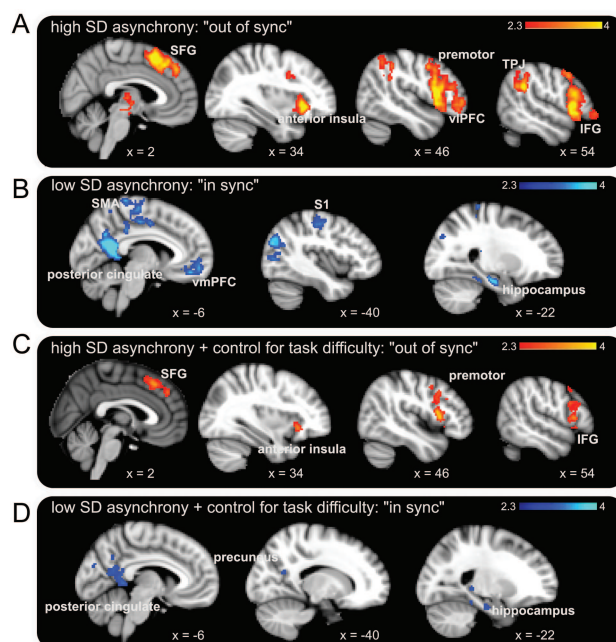 A
high SD asynchrony: "out of sync"
2.3 4
SFG
premotor
TPJ
anterior insula
vlPFC
IFG
x = 2
x = 34
x = 46
x = 54
B
low SD asynchrony: "in sync"
2.3 4
SMA
S1
posterior cingulate
vmPFC
hippocampus
x = -6
x = -40
x = -22
C
high SD asynchrony + control for task difficulty: "out of sync"
2.3 4
SFG
premotor
anterior insula
IFG
x = 2
x = 34
x = 46
x = 54
D
low SD asynchrony + control for task difficulty: "in sync"
2.3 4
precuneus
posterior cingulate
hippocampus
x = -6
x = -40
x = -22